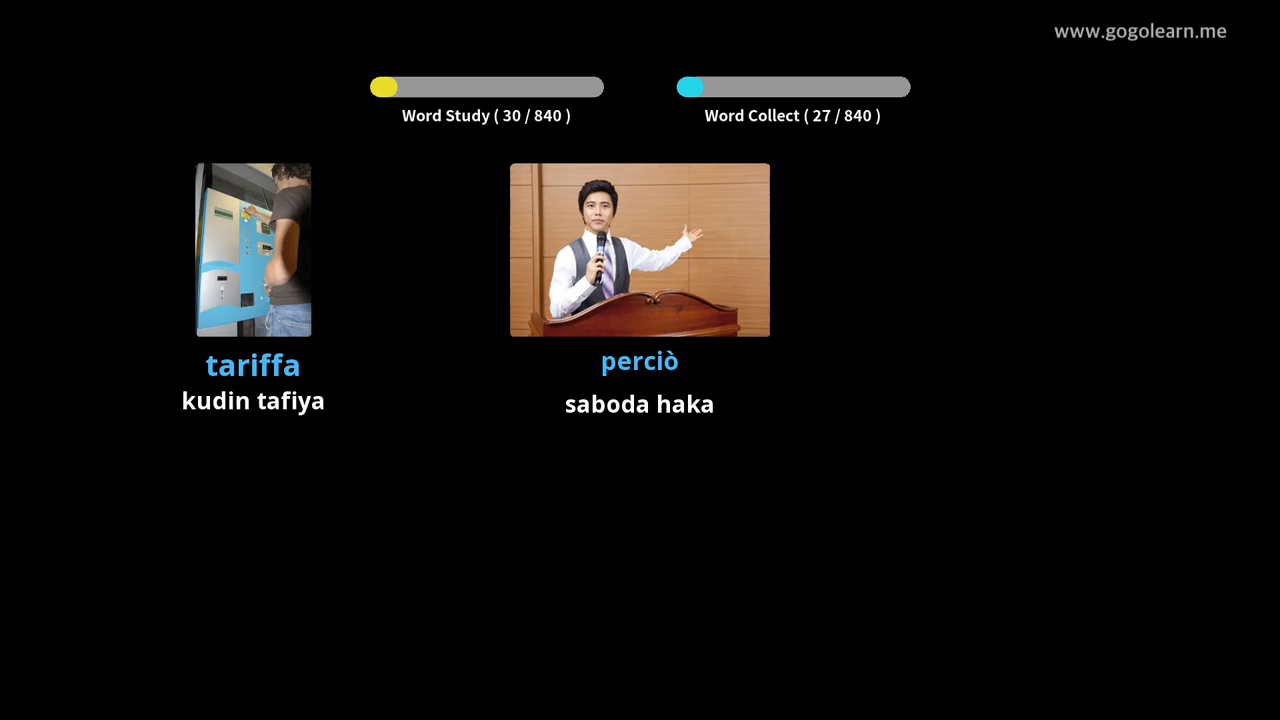 www.gogolearn.me
Word Study ( 30 / 840 )
Word Collect ( 27 / 840 )
tariffa
kudin tafiya
perciò
saboda haka